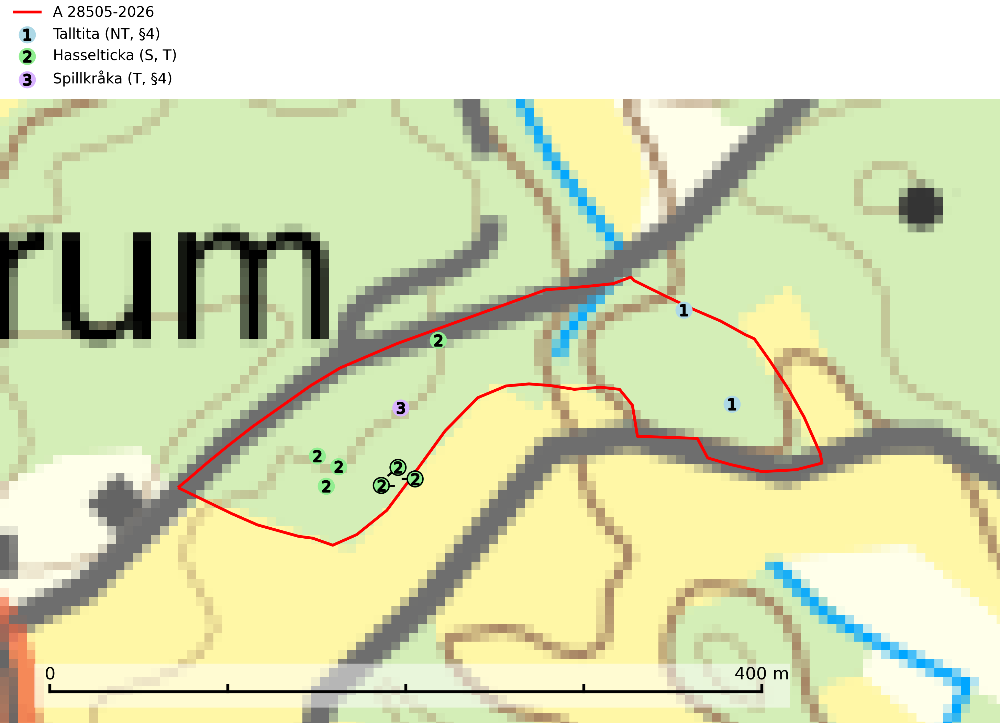 A 28505-2026
1 Talltita (NT, §4)
2 Hasselticka (S, T)
3 Spillkråka (T, §4)
rum
1
2
3
1
2
2
2
2
2
2
0 400 m